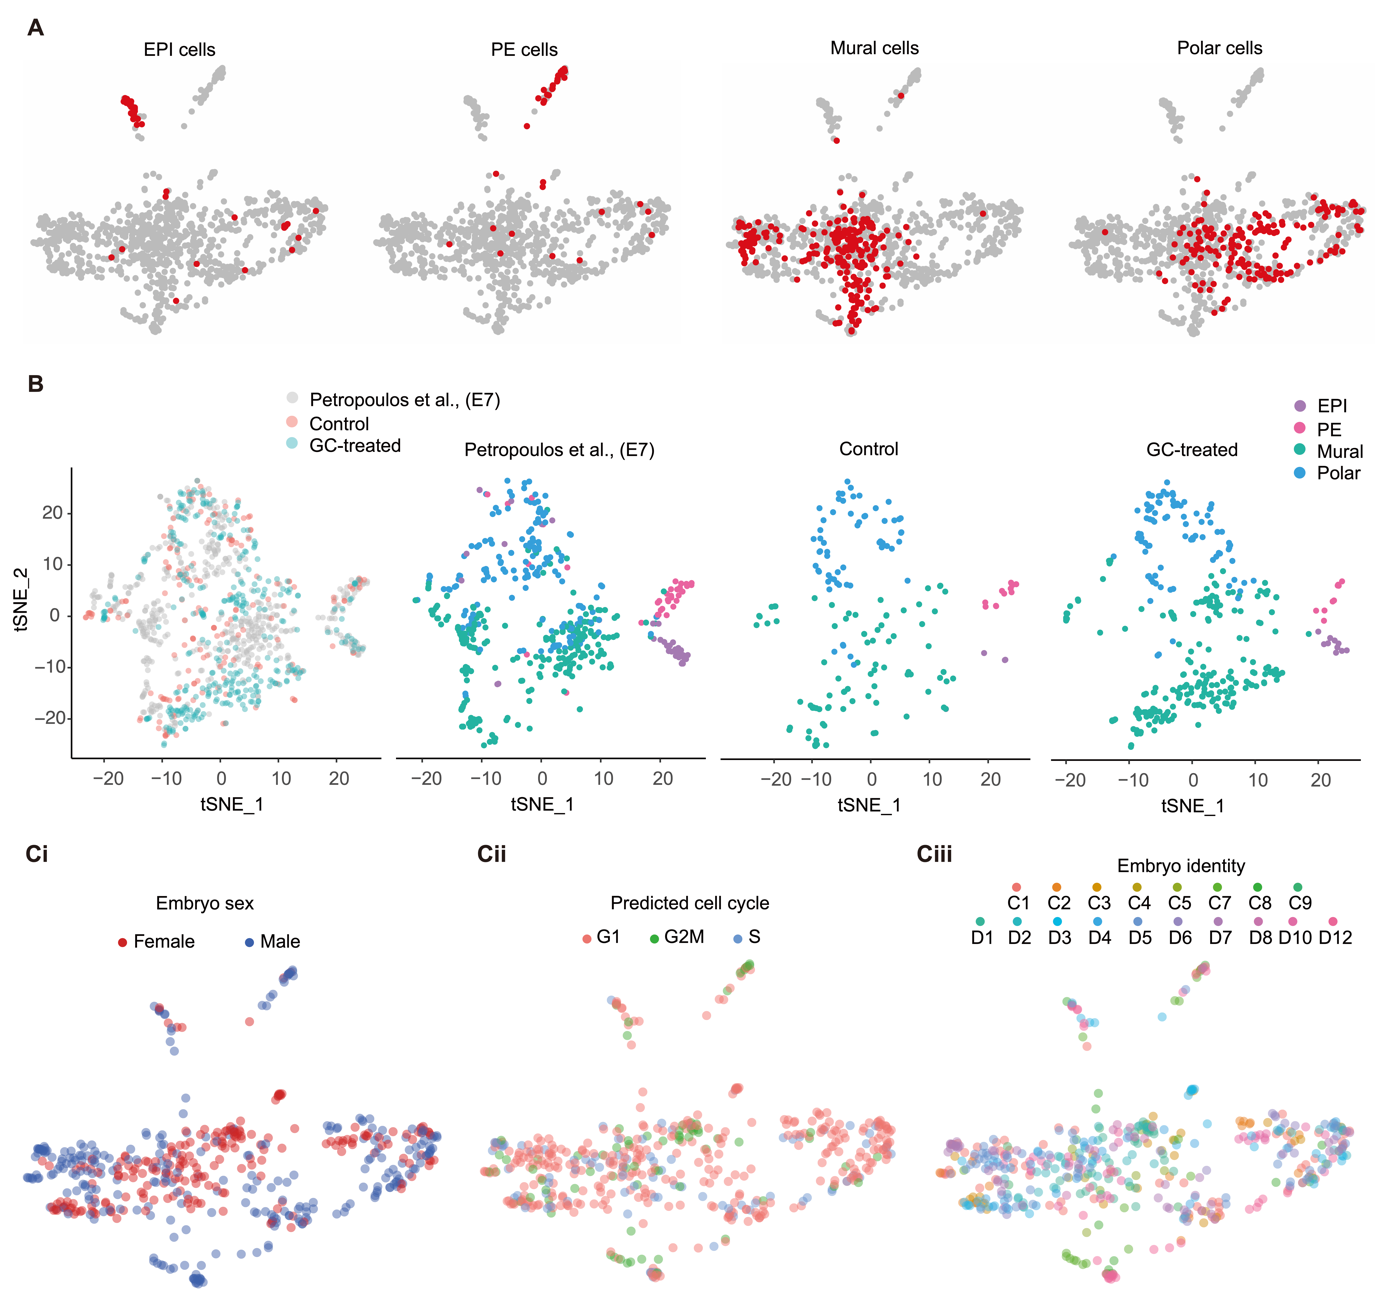 A
EPI cells
PE cells
Mural cells
Polar cells
B
Petropoulos et al., (E7)
Control
GC-treated
Petropoulos et al., (E7)
Control
GC-treated
EPI
PE
Mural
Polar
tSNE_2
20
10
0
−10
−20
−20 −10 0 10 20
tSNE_1
−20 −10 0 10 20
tSNE_1
−20 −10 0 10 20
tSNE_1
−20 −10 0 10 20
tSNE_1
Ci
Embryo sex
Female Male
Cii
Predicted cell cycle
G1 G2M S
Ciii
Embryo identity
C1 C2 C3 C4 C5 C7 C8 C9
D1 D2 D3 D4 D5 D6 D7 D8 D10 D12